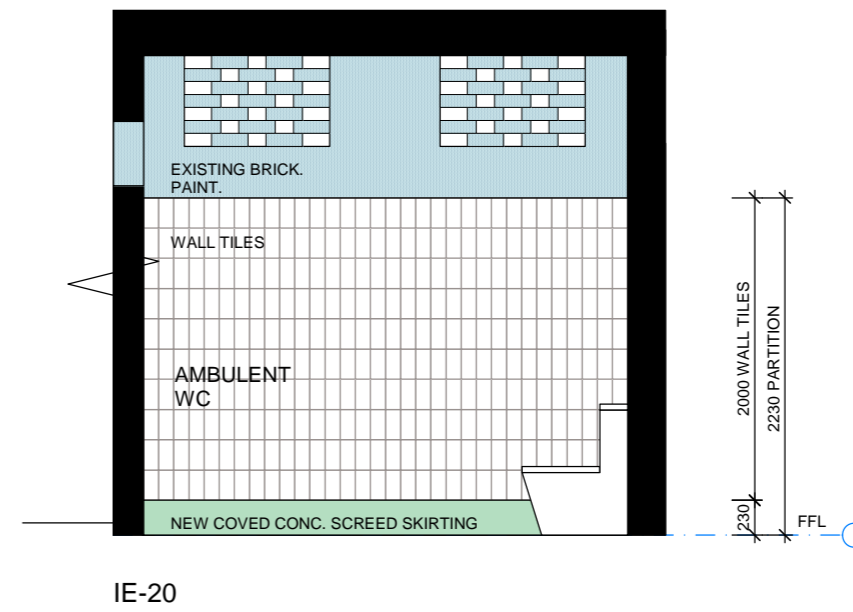 EXISTING BRICK.
PAINT.
WALL TILES
AMBULENT
WC
NEW COVED CONC. SCREED SKIRTING
2000 WALL TILES
2230 PARTITION
230
FFL
IE-20